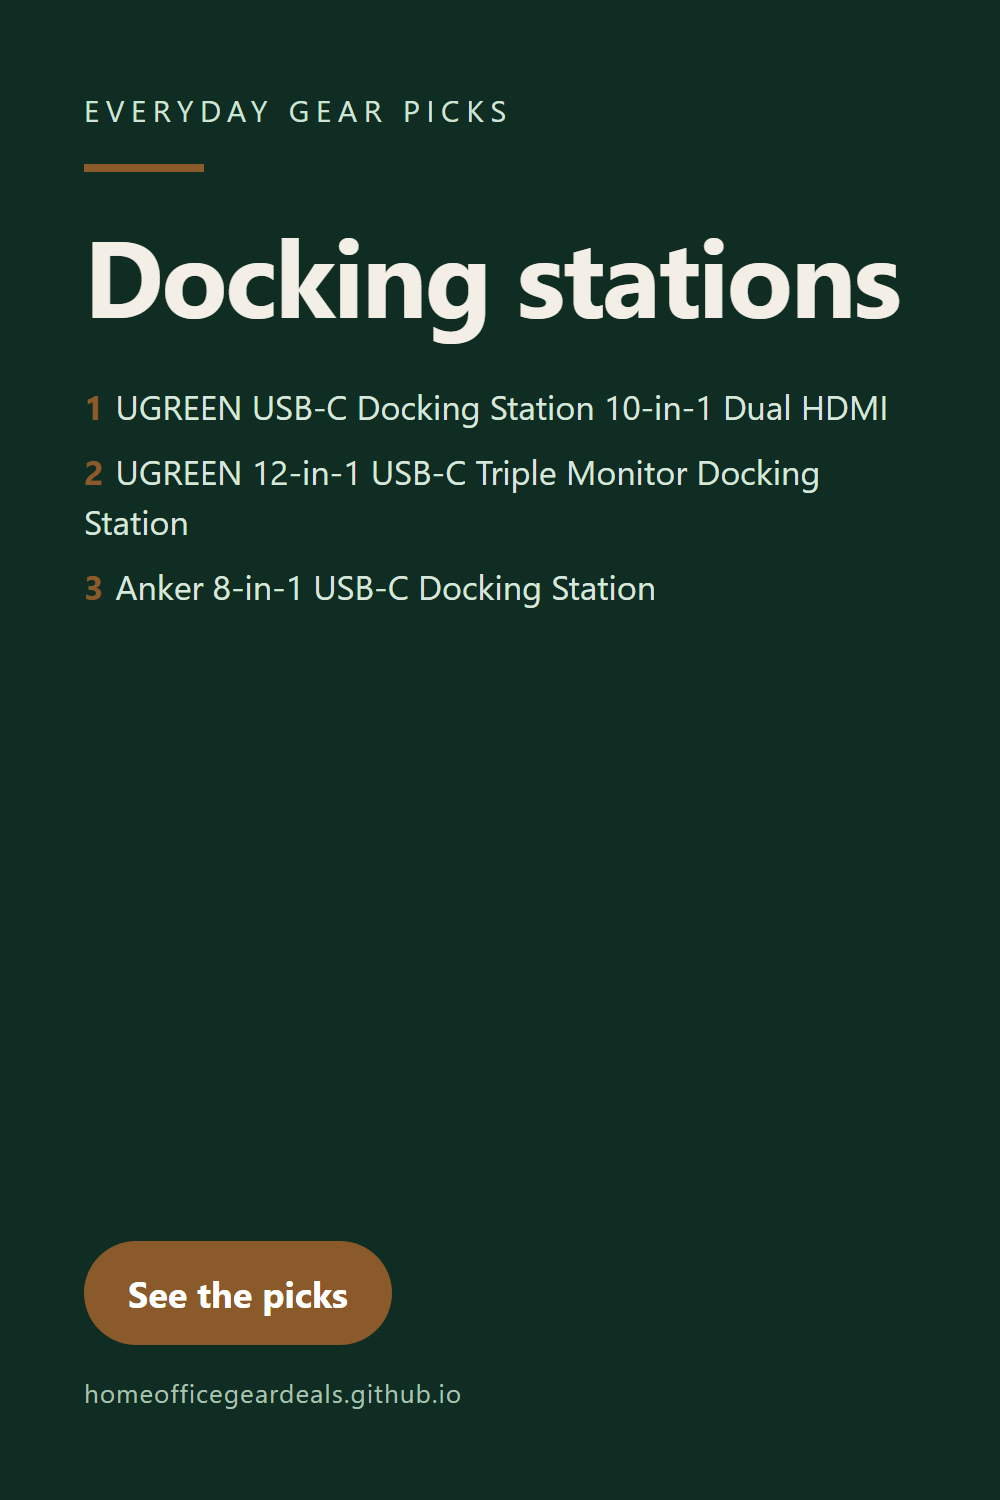 EVERYDAY GEAR PICKS
Docking stations
1 UGREEN USB-C Docking Station 10-in-1 Dual HDMI
2 UGREEN 12-in-1 USB-C Triple Monitor Docking
Station
3 Anker 8-in-1 USB-C Docking Station
See the picks
homeofficegeardeals.github.io